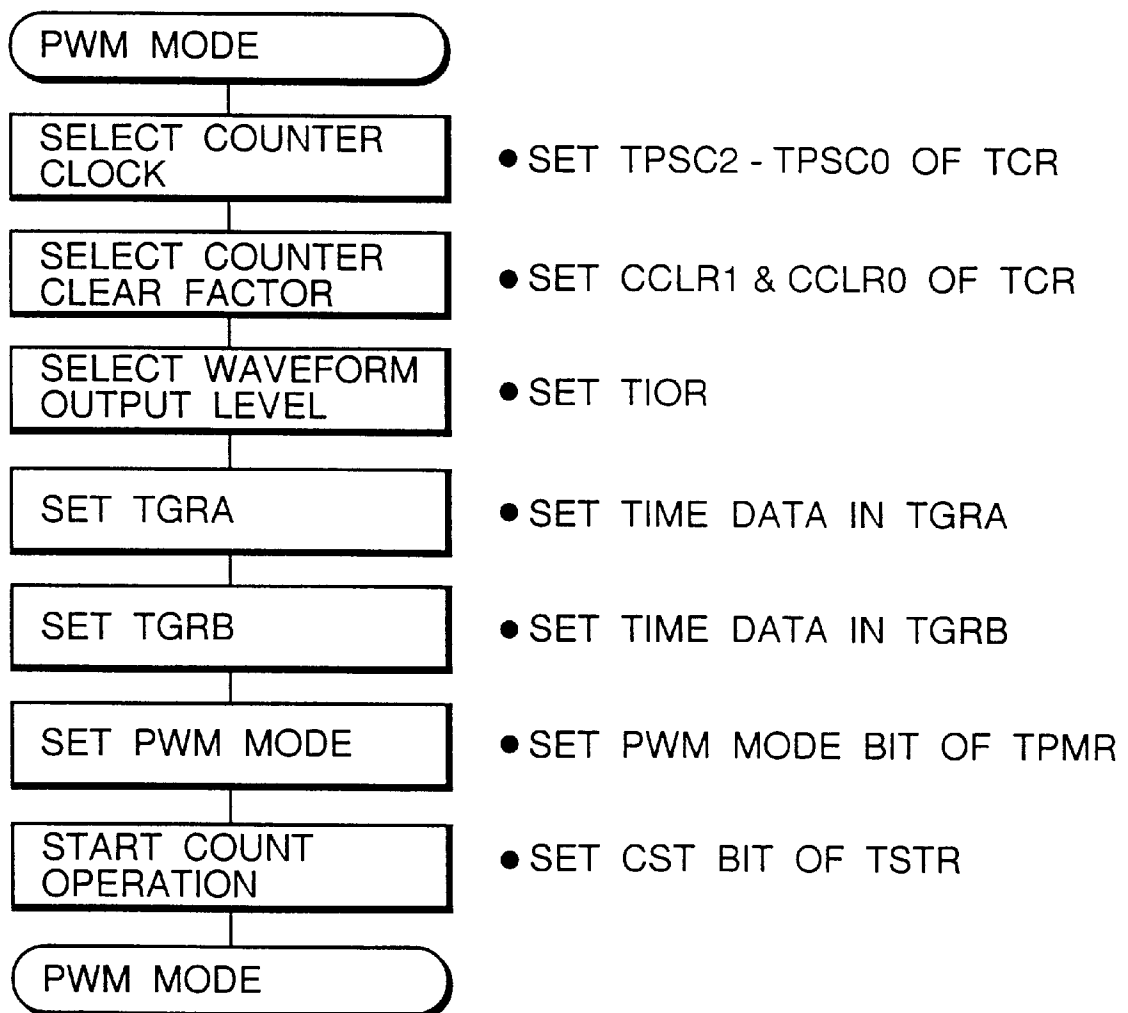 PWM MODE
SELECT COUNTER
CLOCK
● SET TPSC2 - TPSC0 OF TCR
SELECT COUNTER
CLEAR FACTOR
● SET CCLR1 & CCLR0 OF TCR
SELECT WAVEFORM
OUTPUT LEVEL
● SET TIOR
SET TGRA
● SET TIME DATA IN TGRA
SET TGRB
● SET TIME DATA IN TGRB
SET PWM MODE
● SET PWM MODE BIT OF TPMR
START COUNT
OPERATION
● SET CST BIT OF TSTR
PWM MODE